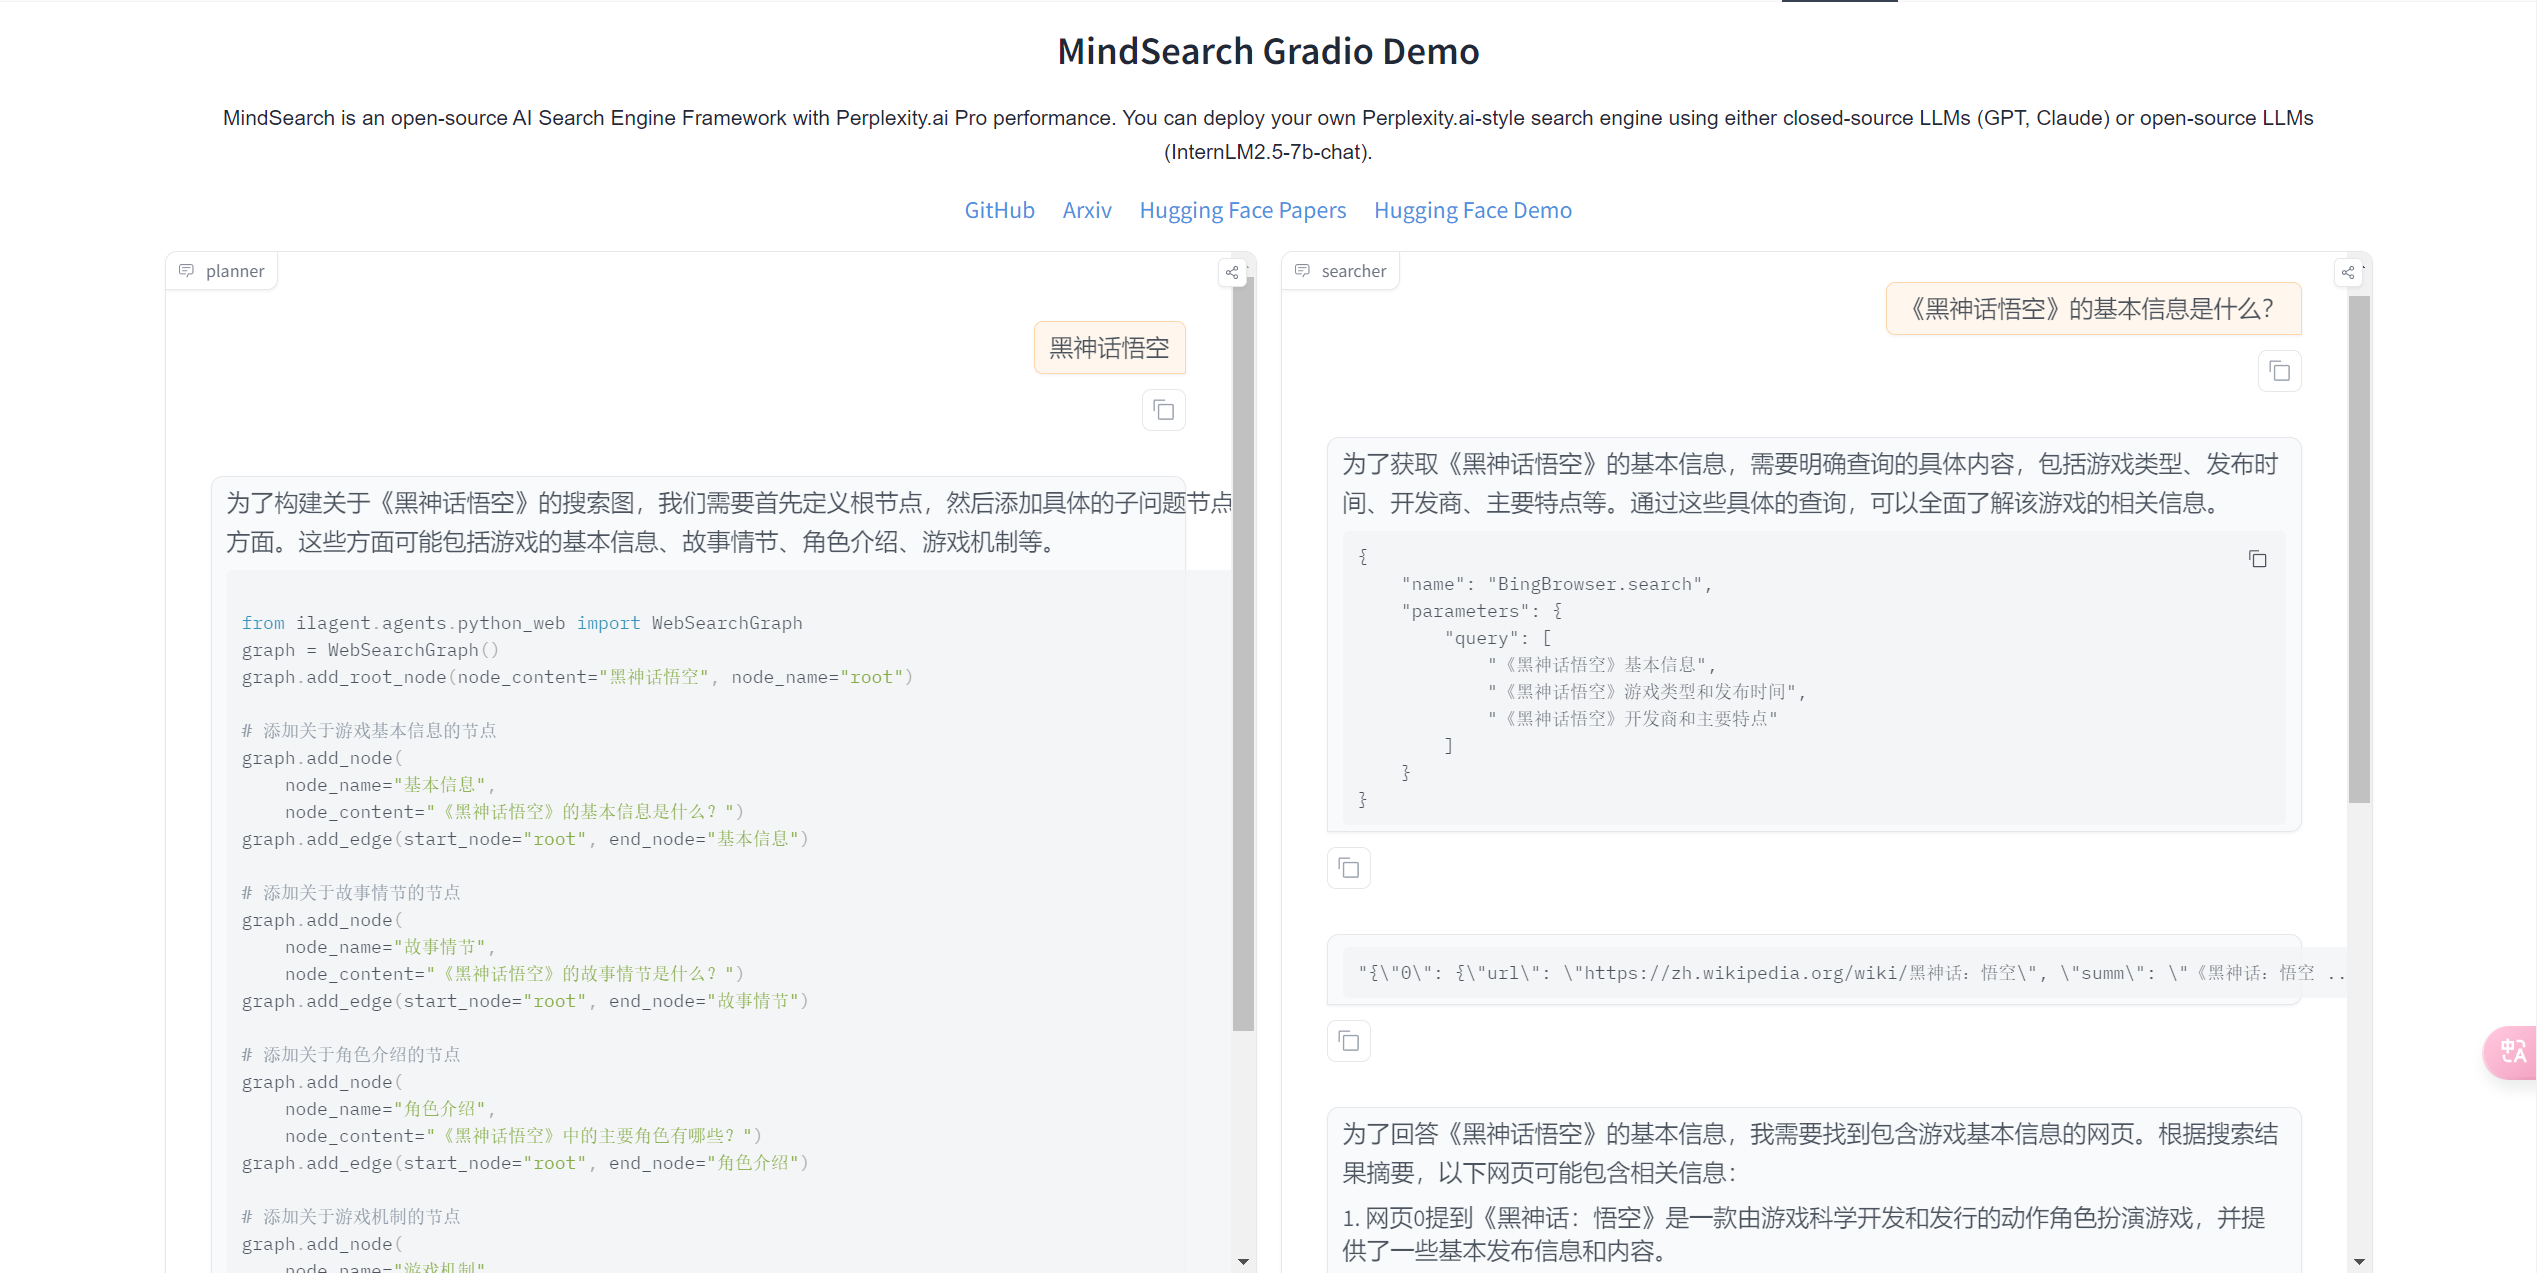 MindSearch Gradio Demo
MindSearch is an open-source AI Search Engine Framework with Perplexity.ai Pro performance. You can deploy your own Perplexity.ai-style search engine using either closed-source LLMs (GPT, Claude) or open-source LLMs
(InternLM2.5-7b-chat).
GitHub Arxiv Hugging Face Papers Hugging Face Demo
planner
黑神话悟空
为了构建关于《黑神话悟空》的搜索图，我们需要首先定义根节点，然后添加具体的子问题节点
方面。这些方面可能包括游戏的基本信息、故事情节、角色介绍、游戏机制等。
from ilagent.agents.python_web import WebSearchGraph
graph = WebSearchGraph()
graph.add_root_node(node_content="黑神话悟空", node_name="root")
# 添加关于游戏基本信息的节点
graph.add_node(
node_name="基本信息",
node_content="《黑神话悟空》的基本信息是什么？")
graph.add_edge(start_node="root", end_node="基本信息")
# 添加关于故事情节的节点
graph.add_node(
node_name="故事情节",
node_content="《黑神话悟空》的故事情节是什么？")
graph.add_edge(start_node="root", end_node="故事情节")
# 添加关于角色介绍的节点
graph.add_node(
node_name="角色介绍",
node_content="《黑神话悟空》中的主要角色有哪些？")
graph.add_edge(start_node="root", end_node="角色介绍")
# 添加关于游戏机制的节点
graph.add_node(
node_name="游戏机制"
searcher
《黑神话悟空》的基本信息是什么？
为了获取《黑神话悟空》的基本信息，需要明确查询的具体内容，包括游戏类型、发布时
间、开发商、主要特点等。通过这些具体的查询，可以全面了解该游戏的相关信息。
{
"name": "BingBrowser.search",
"parameters": {
"query": [
"《黑神话悟空》基本信息",
"《黑神话悟空》游戏类型和发布时间",
"《黑神话悟空》开发商和主要特点"
]
}
}
"{\"0\": {\"url\": \"https://zh.wikipedia.org/wiki/黑神话：悟空\", \"summ\": \"《黑神话：悟空 ..
为了回答《黑神话悟空》的基本信息，我需要找到包含游戏基本信息的网页。根据搜索结
果摘要，以下网页可能包含相关信息：
1. 网页0提到《黑神话：悟空》是一款由游戏科学开发和发行的动作角色扮演游戏，并提
供了一些基本发布信息和内容。